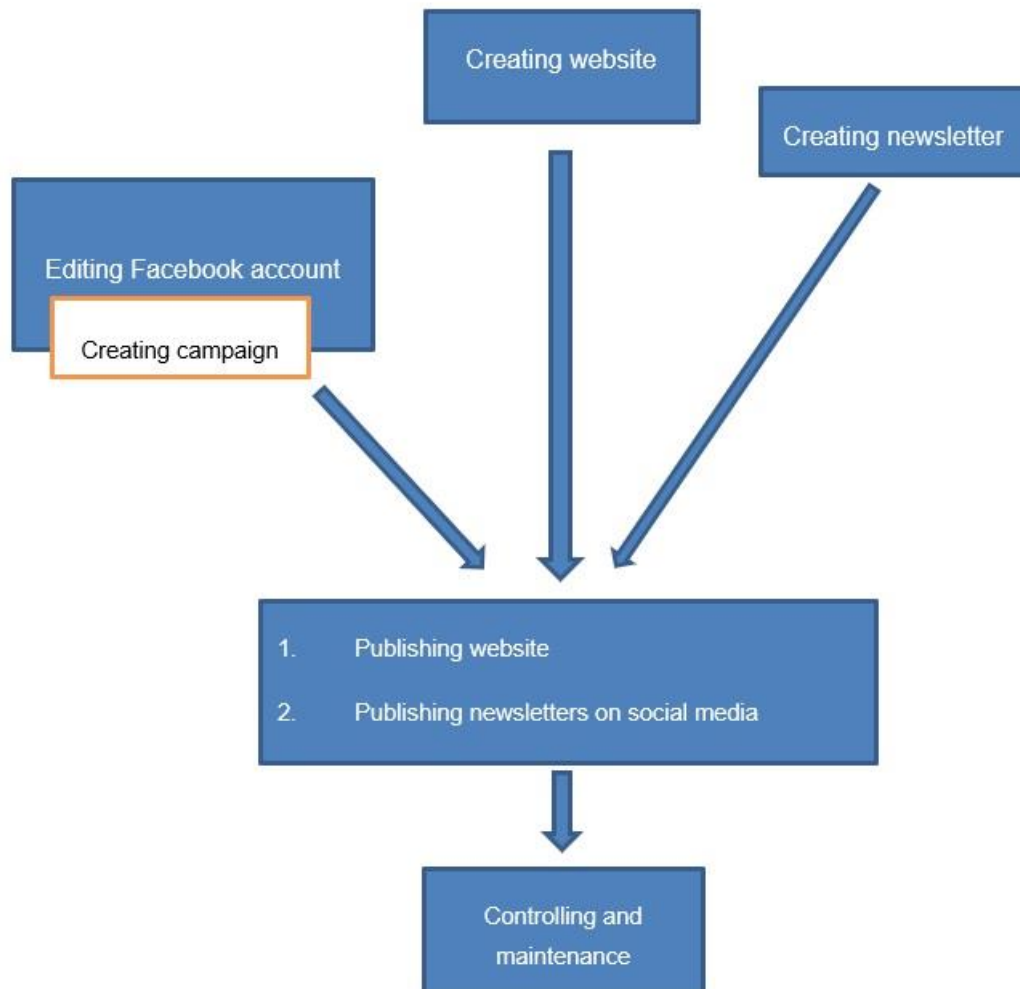 Creating website
Creating newsletter
Editing Facebook account
Creating campaign
1. Publishing website
2. Publishing newsletters on social media
Controlling and
maintenance